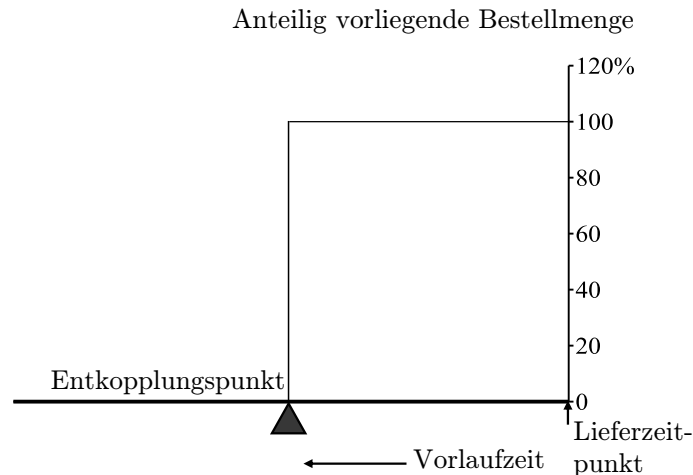 Anteilig vorliegende Bestellmenge
120%
100
80
60
40
20
Entkopplungspunkt
0
Lieferzeit-
punkt
Vorlaufzeit